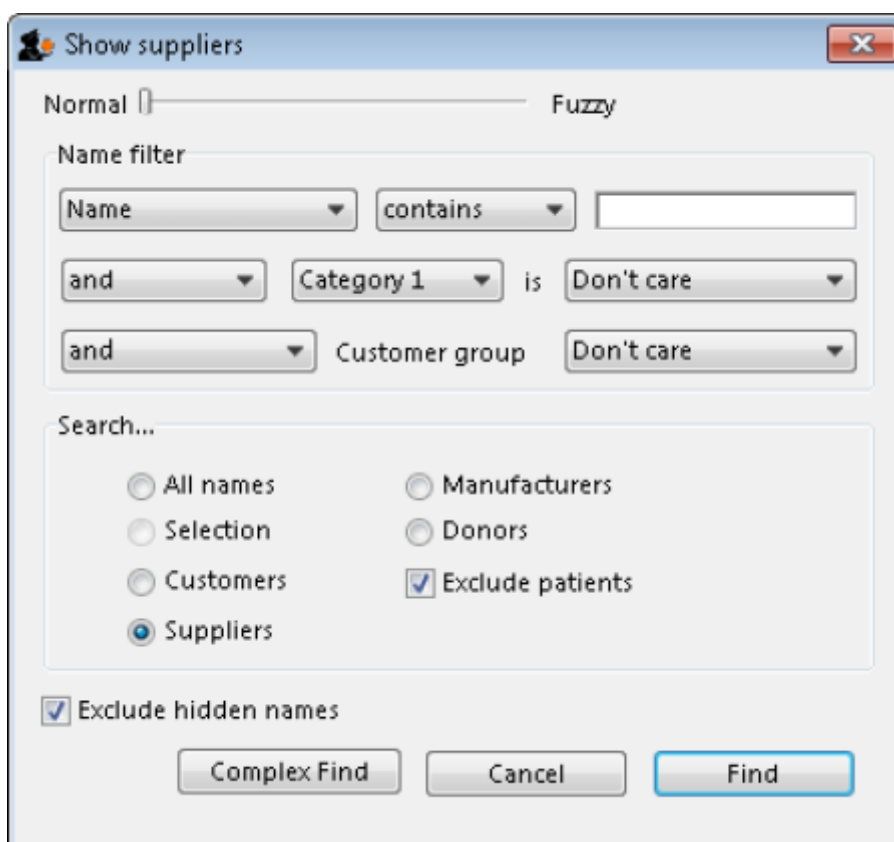 Show suppliers
Normal Fuzzy
Name filter
Name contains
and Category 1 is Don't care
and Customer group Don't care
Search...
All names Manufacturers
Selection Donors
Customers Exclude patients
Suppliers
Exclude hidden names
Complex Find Cancel Find